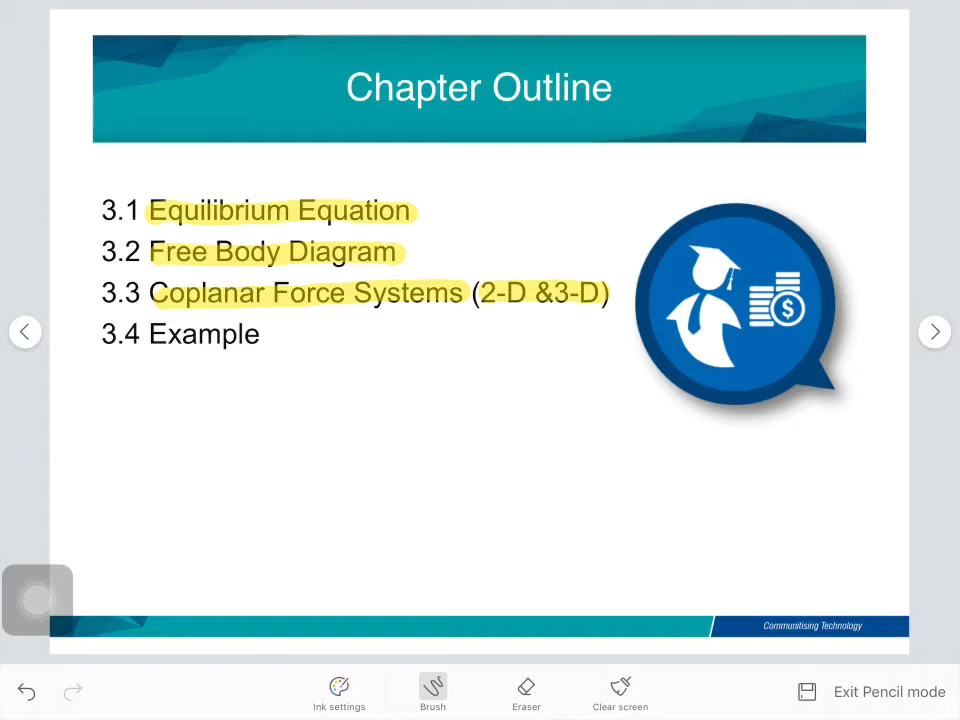 Chapter Outline
3.1 Equilibrium Equation
3.2 Free Body Diagram
3.3 Coplanar Force Systems (2-D &3-D)
3.4 Example
$
Communitising Technology
Ink settings
Brush
Eraser
Clear screen
Exit Pencil mode